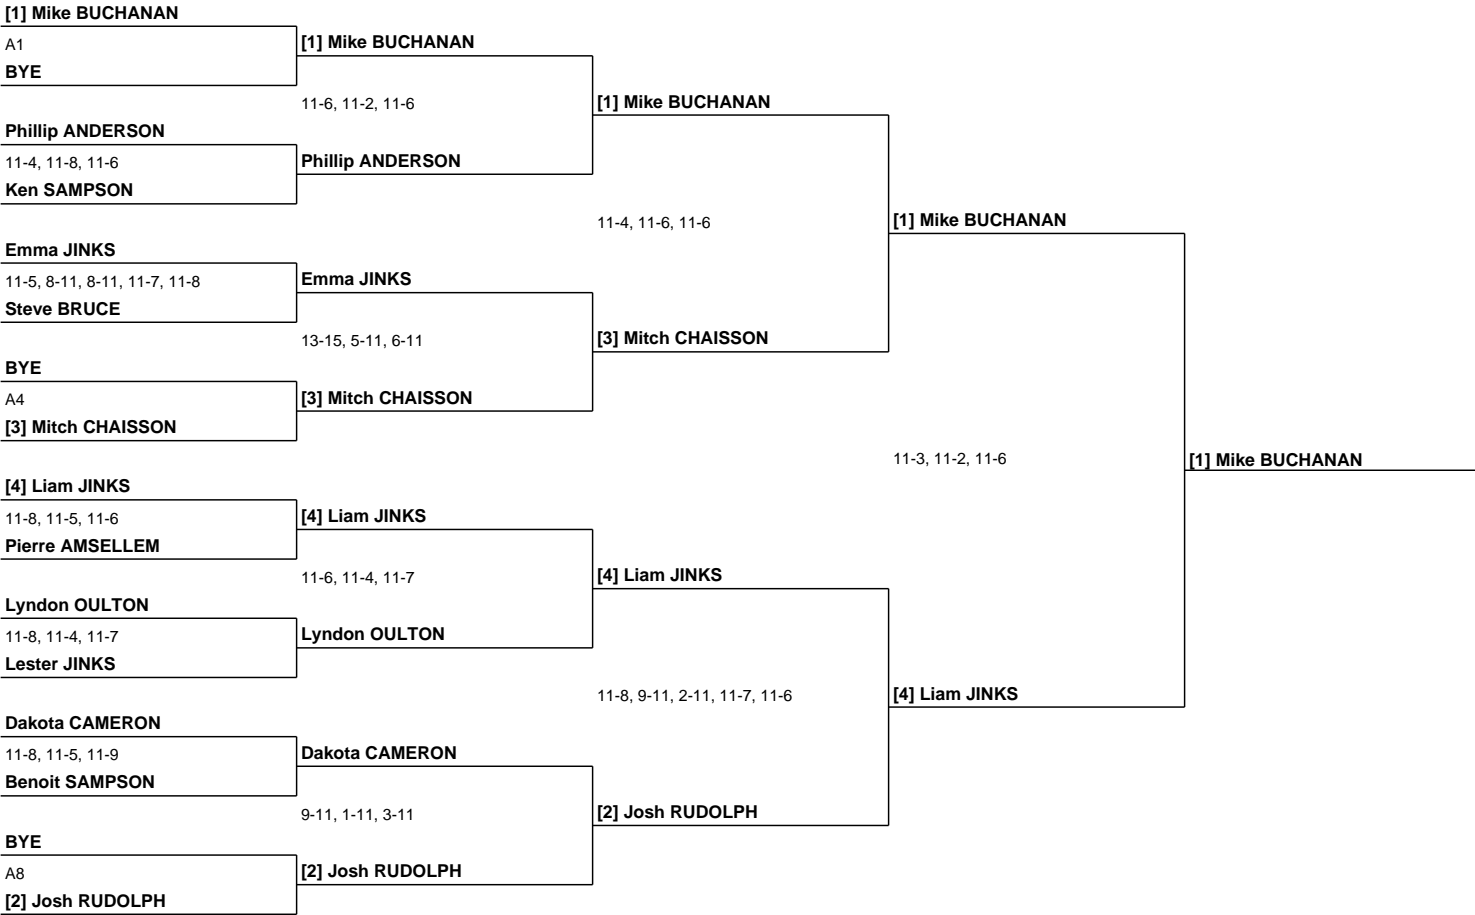 [1] Mike BUCHANAN
A1
BYE
Phillip ANDERSON
11-4, 11-8, 11-6
Ken SAMPSON
Emma JINKS
11-5, 8-11, 8-11, 11-7, 11-8
Steve BRUCE
BYE
A4
[3] Mitch CHAISSON
[4] Liam JINKS
11-8, 11-5, 11-6
Pierre AMSELLEM
Lyndon OULTON
11-8, 11-4, 11-7
Lester JINKS
Dakota CAMERON
11-8, 11-5, 11-9
Benoit SAMPSON
BYE
A8
[2] Josh RUDOLPH
[1] Mike BUCHANAN
11-6, 11-2, 11-6
Phillip ANDERSON
Emma JINKS
13-15, 5-11, 6-11
[3] Mitch CHAISSON
[4] Liam JINKS
11-6, 11-4, 11-7
Lyndon OULTON
Dakota CAMERON
9-11, 1-11, 3-11
[2] Josh RUDOLPH
[1] Mike BUCHANAN
11-4, 11-6, 11-6
[3] Mitch CHAISSON
[4] Liam JINKS
11-8, 9-11, 2-11, 11-7, 11-6
[2] Josh RUDOLPH
[1] Mike BUCHANAN
11-3, 11-2, 11-6
[4] Liam JINKS
[1] Mike BUCHANAN